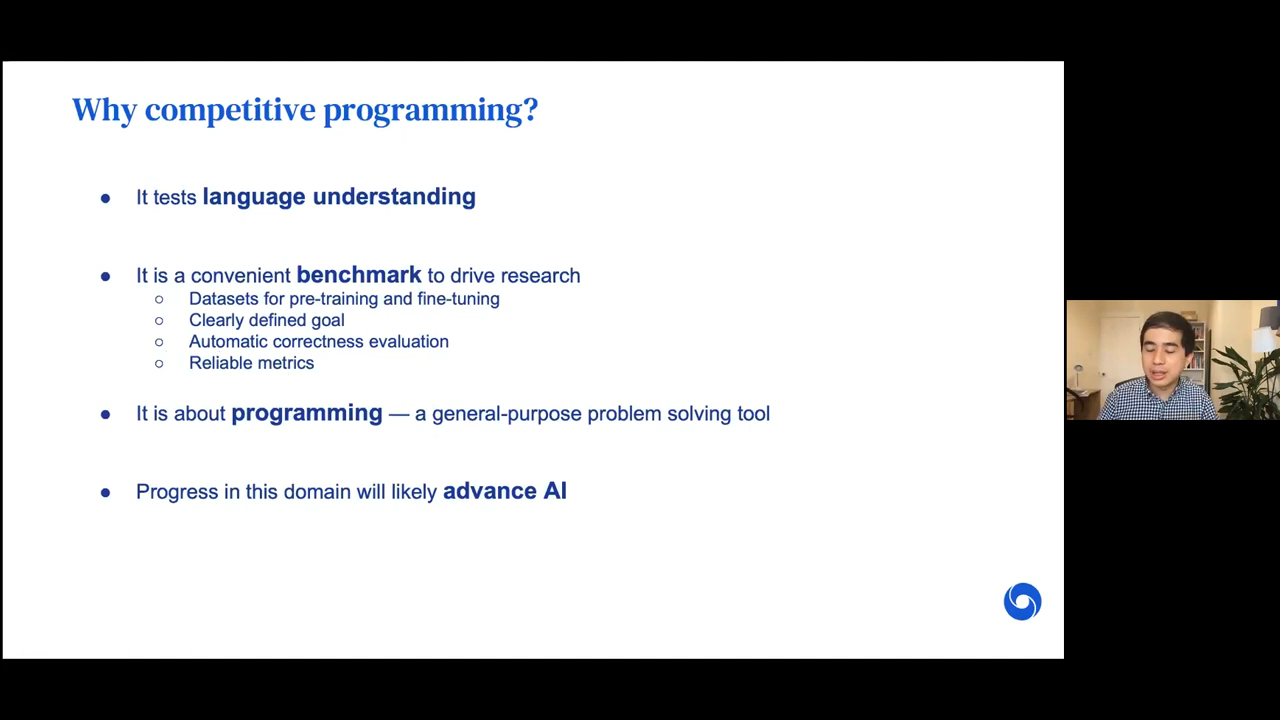 Why competitive programming?
● It tests language understanding
● It is a convenient benchmark to drive research
○ Datasets for pre-training and fine-tuning
○ Clearly defined goal
○ Automatic correctness evaluation
○ Reliable metrics
● It is about programming — a general-purpose problem solving tool
● Progress in this domain will likely advance AI